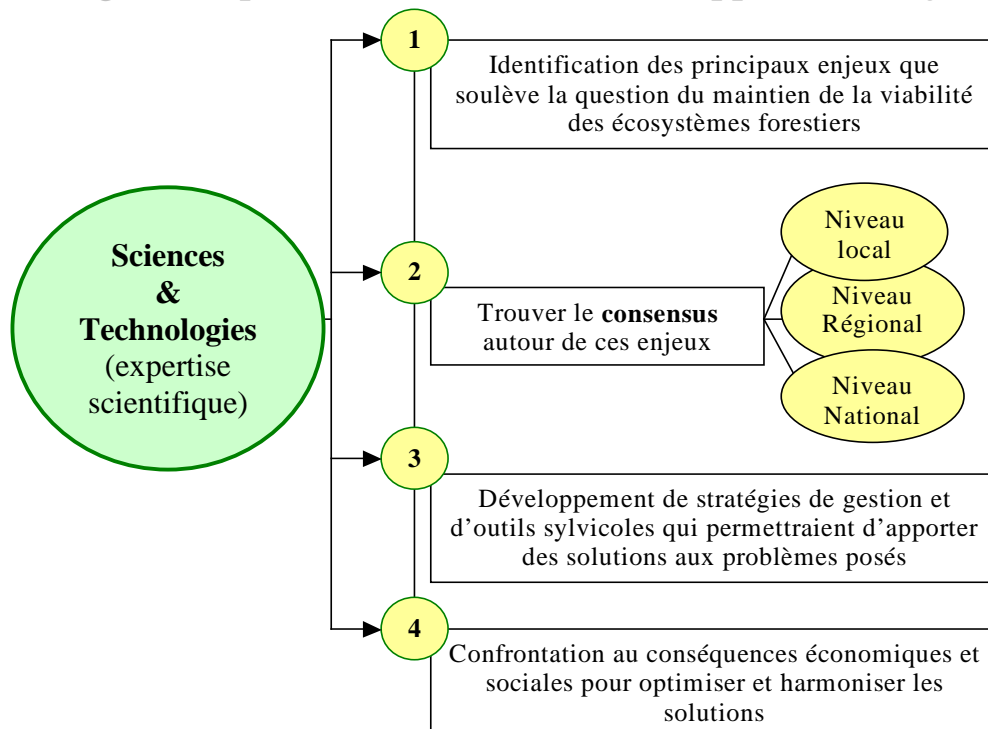 1
Identification des principaux enjeux que
soulève la question du maintien de la viabilité
des écosystèmes forestiers
Sciences
&
Technologies
(expertise
scientifique)
2
Trouver le consensus
autour de ces enjeux
Niveau
local
Niveau
Régional
Niveau
National
3
Développement de stratégies de gestion et
d’outils sylvicoles qui permettraient d’apporter
des solutions aux problèmes posés
4
Confrontation au conséquences économiques et
sociales pour optimiser et harmoniser les
solutions